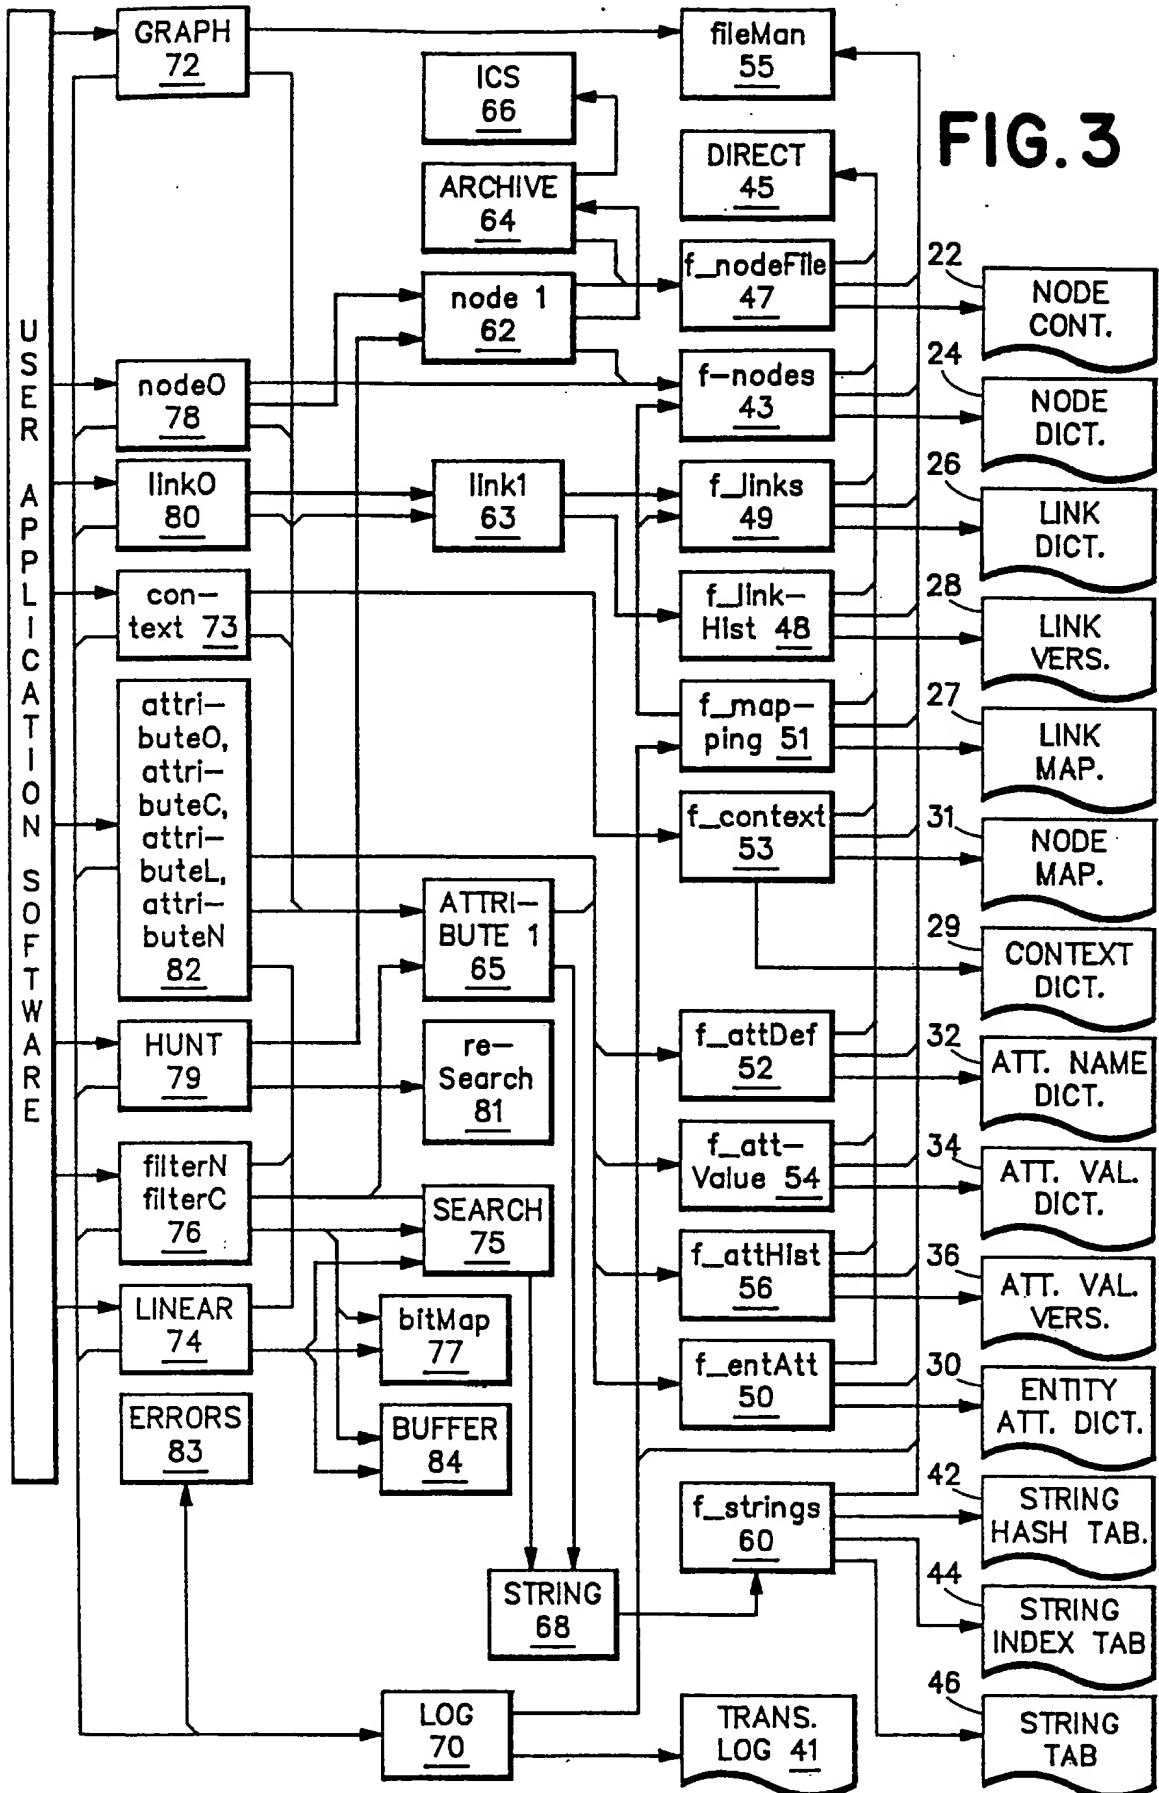 USER APPLICATION SOFTWARE
GRAPH
72
fileMan
55
ICS
66
FIG. 3
DIRECT
45
ARCHIVE
64
f_nodeFile
47
22
NODE
CONT.
node 1
62
node0
78
f-nodes
43
24
NODE
DICT.
link0
80
link1
63
f_links
49
26
LINK
DICT.
con-
text 73
f_link-
Hist 48
28
LINK
VERS.
attri-
bute0,
attri-
buteC,
attri-
buteL,
attri-
buteN
82
f_map-
ping 51
27
LINK
MAP.
f_context
53
31
NODE
MAP.
ATTRI-
BUTE 1
65
29
CONTEXT
DICT.
HUNT
79
re-
Search
81
f_attDef
52
32
ATT. NAME
DICT.
filterN
filterC
76
SEARCH
75
f_att-
Value 54
34
ATT. VAL.
DICT.
f_attHist
56
36
ATT. VAL.
VERS.
LINEAR
74
bitMap
77
f_entAtt
50
30
ENTITY
ATT. DICT.
ERRORS
83
BUFFER
84
f_strings
60
42
STRING
HASH TAB.
STRING
68
44
STRING
INDEX TAB
LOG
70
TRANS.
LOG 41
46
STRING
TAB